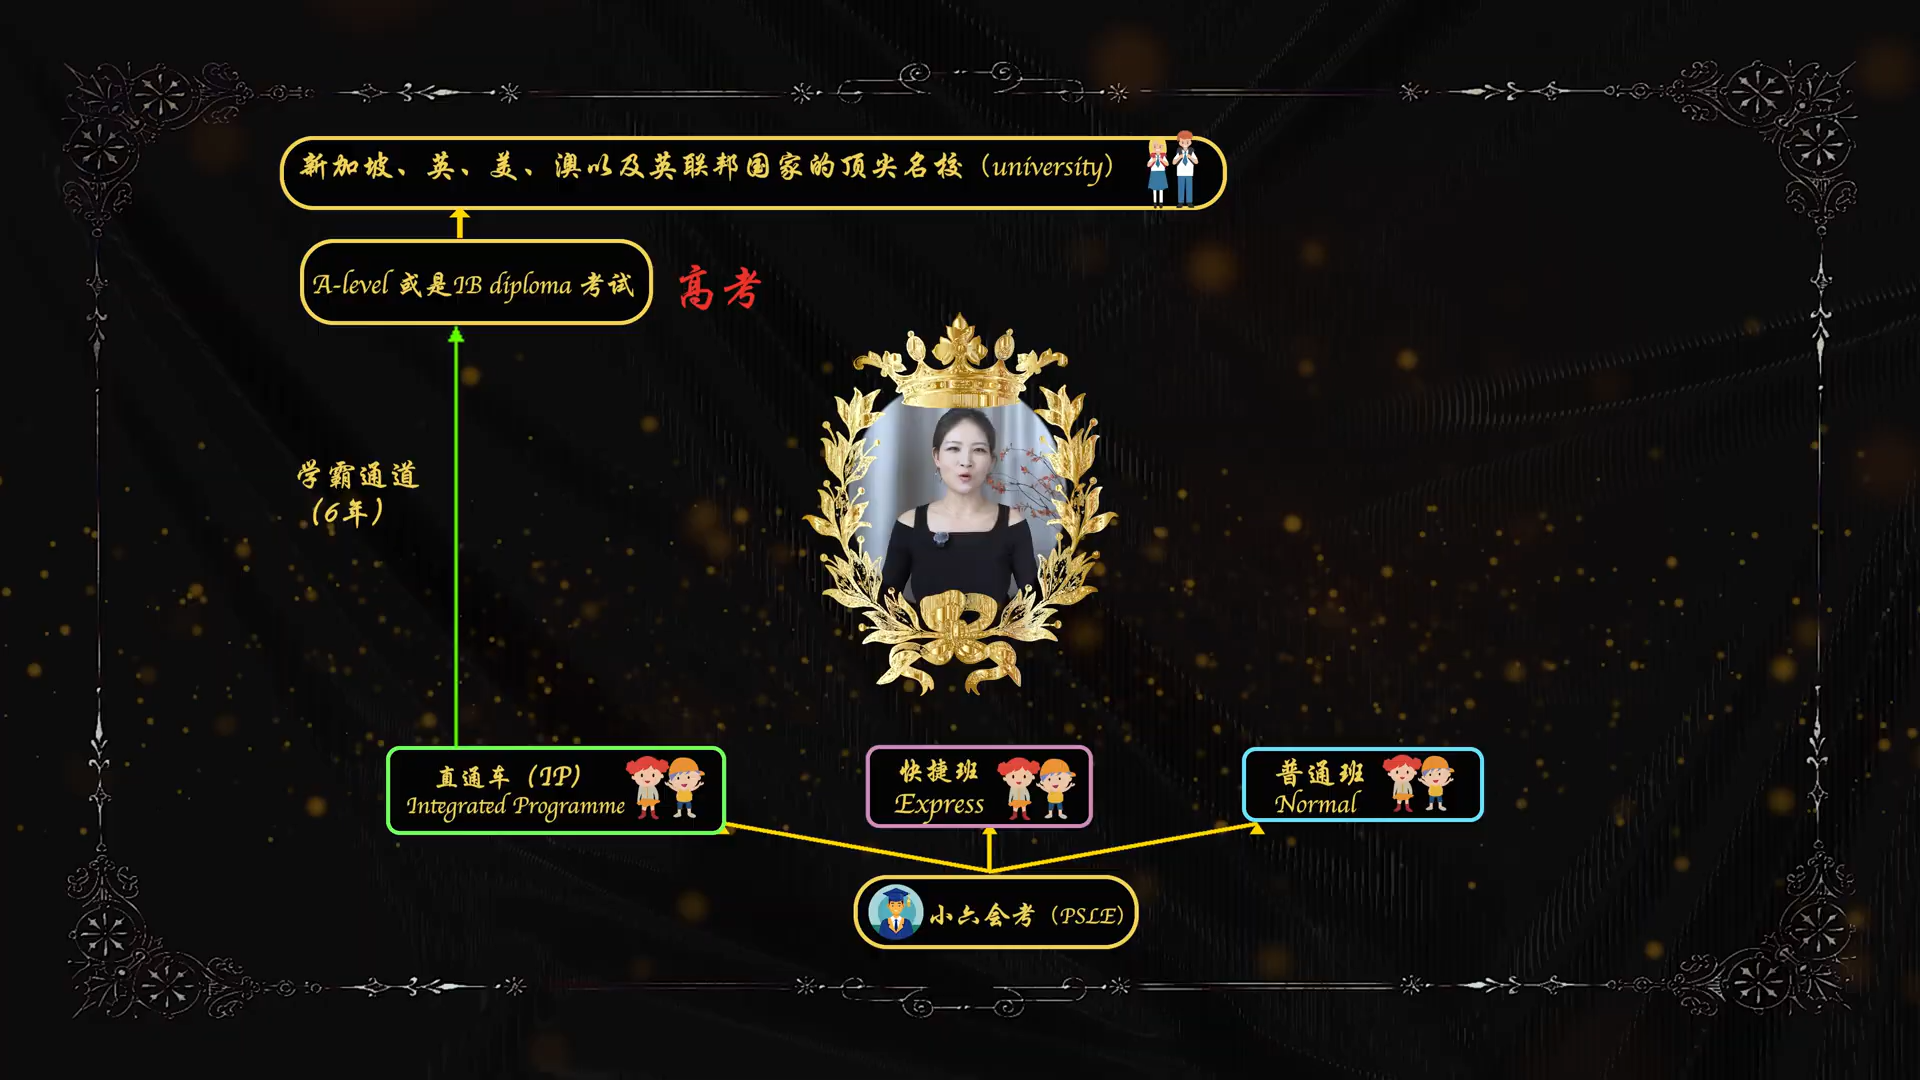 新加坡、英、美、澳以及英联邦国家的顶尖名校（university）
A-level 或是IB diploma 考试
高考
学霸通道
（6年）
直通车（IP）
Integrated Programme
快捷班
Express
普通班
Normal
小六会考（PSLE）